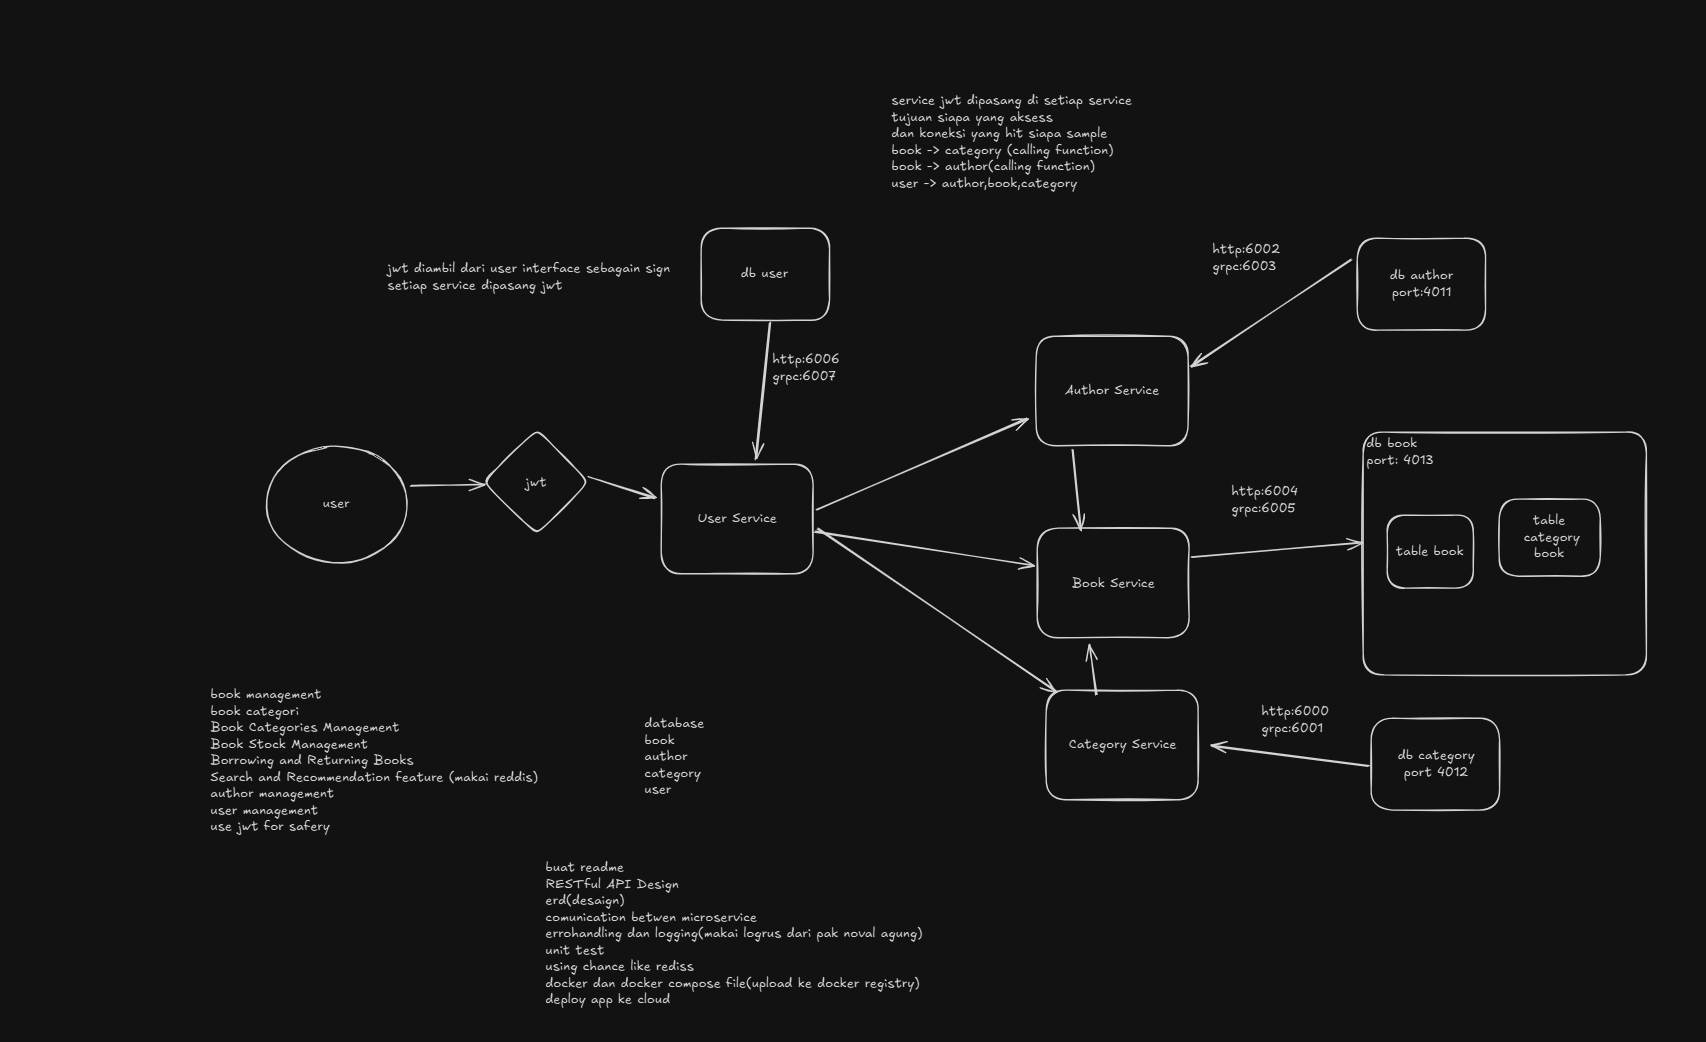 service jwt dipasang di setiap service
tujuan siapa yang aksess
dan koneksi yang hit siapa sample
book -> category (calling function)
book -> author(calling function)
user -> author,book,category
jwt diambil dari user interface sebagain sign
setiap service dipasang jwt
db user
http:6006
grpc:6007
http:6002
grpc:6003
db author
port:4011
Author Service
user
jwt
User Service
db book
port: 4013
http:6004
grpc:6005
table book
table
category
book
Book Service
Category Service
http:6000
grpc:6001
db category
port 4012
book management
book categori
Book Categories Management
Book Stock Management
Borrowing and Returning Books
Search and Recommendation feature (makai reddis)
author management
user management
use jwt for safery
database
book
author
category
user
buat readme
RESTful API Design
erd(desaign)
comunication betwen microservice
errohandling dan logging(makai logrus dari pak noval agung)
unit test
using chance like rediss
docker dan docker compose file(upload ke docker registry)
deploy app ke cloud